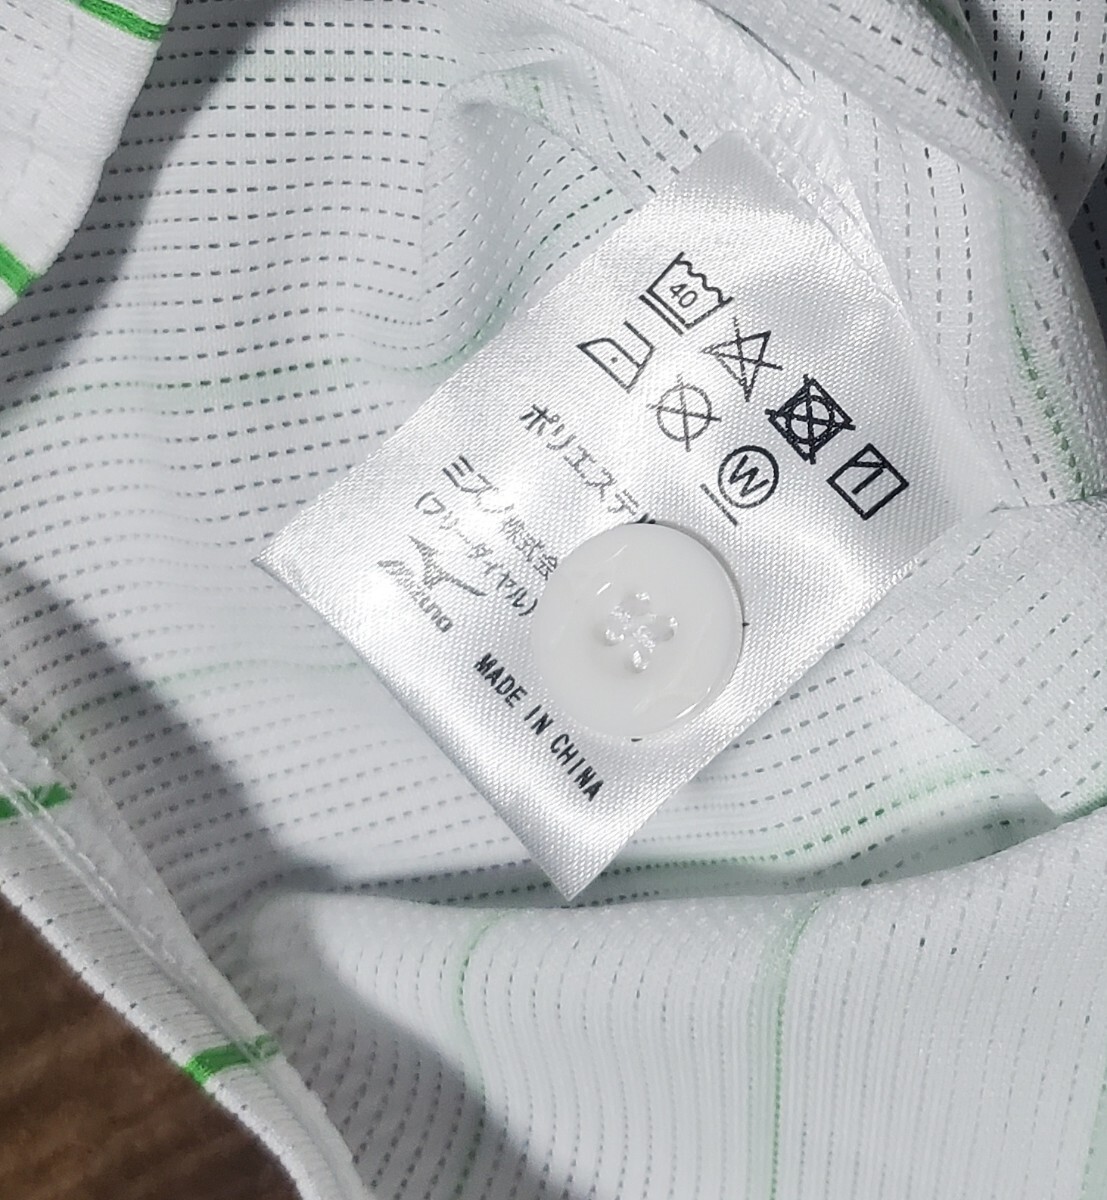 40
W
ポリエステル
ミズノ株式会
(フリーダイヤル)
Mizuno
MADE IN CHINA